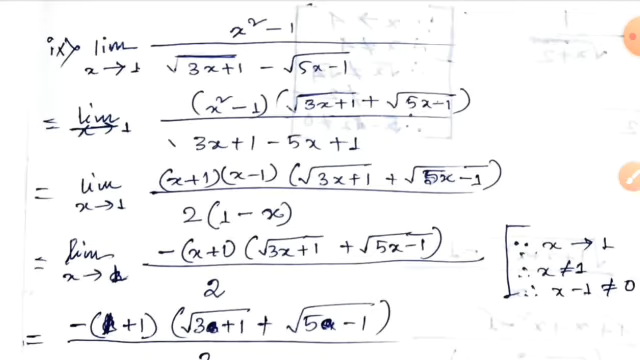 ix> lim x→1 (x² − 1) / (√(3x+1) − √(5x−1))
= lim x→1 (x²−1)(√(3x+1) + √(5x−1)) / (3x+1 − 5x+1)
= lim x→1 (x+1)(x−1)(√(3x+1) + √(5x−1)) / 2(1−x)
= lim x→1 −(x+1)(√(3x+1) + √(5x−1)) / 2
∵ x → 1
∴ x ≠ 1
∴ x−1 ≠ 0
= −(1+1)(√(3+1) + √(5−1)) / 2